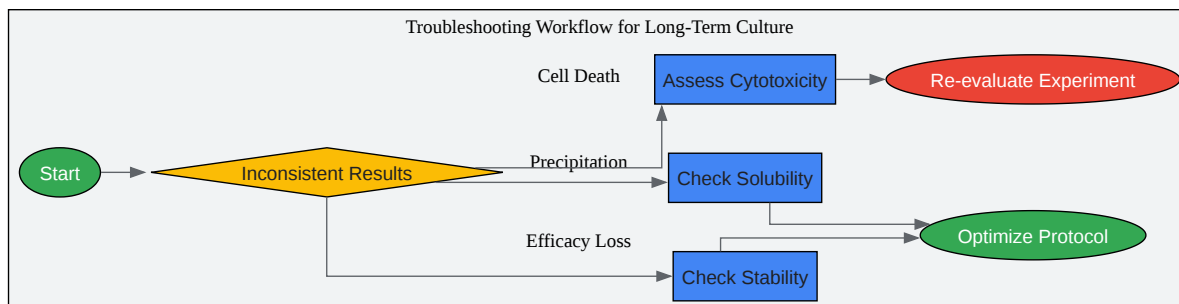 Troubleshooting Workflow for Long-Term Culture
Cell Death
Assess Cytotoxicity
Re-evaluate Experiment
Start
Inconsistent Results
Precipitation
Check Solubility
Efficacy Loss
Check Stability
Optimize Protocol